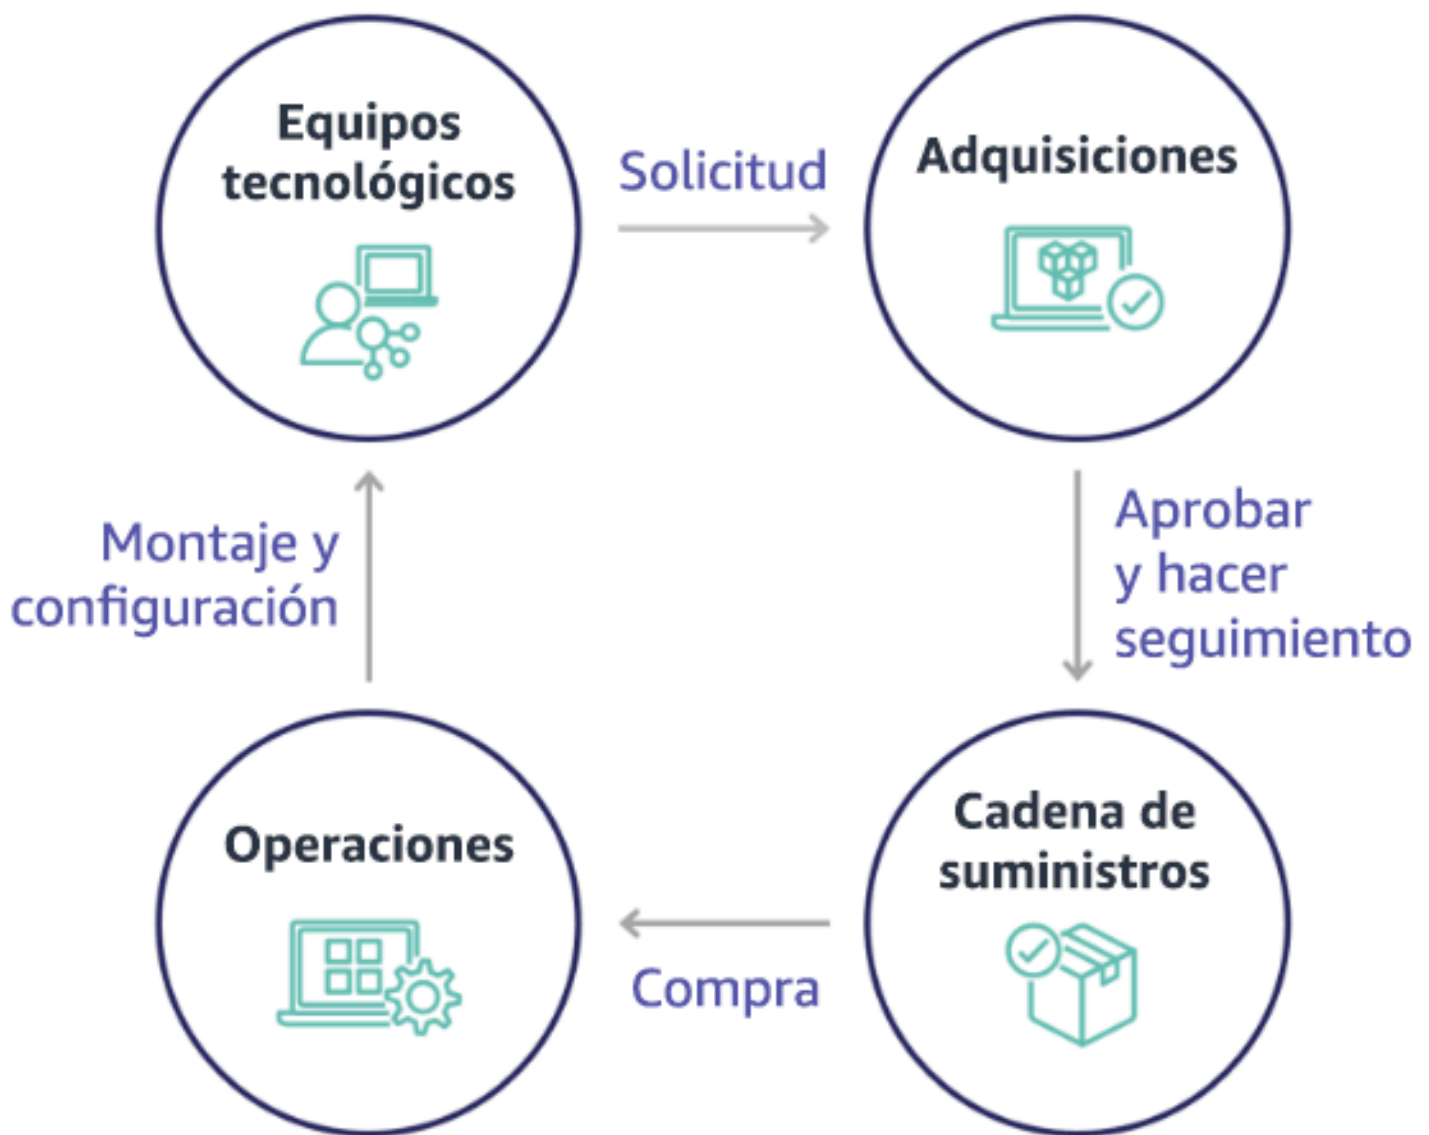 Equipos
tecnológicos
Solicitud
Adquisiciones
Aprobar
y hacer
seguimiento
Cadena de
suministros
Compra
Operaciones
Montaje y
configuración